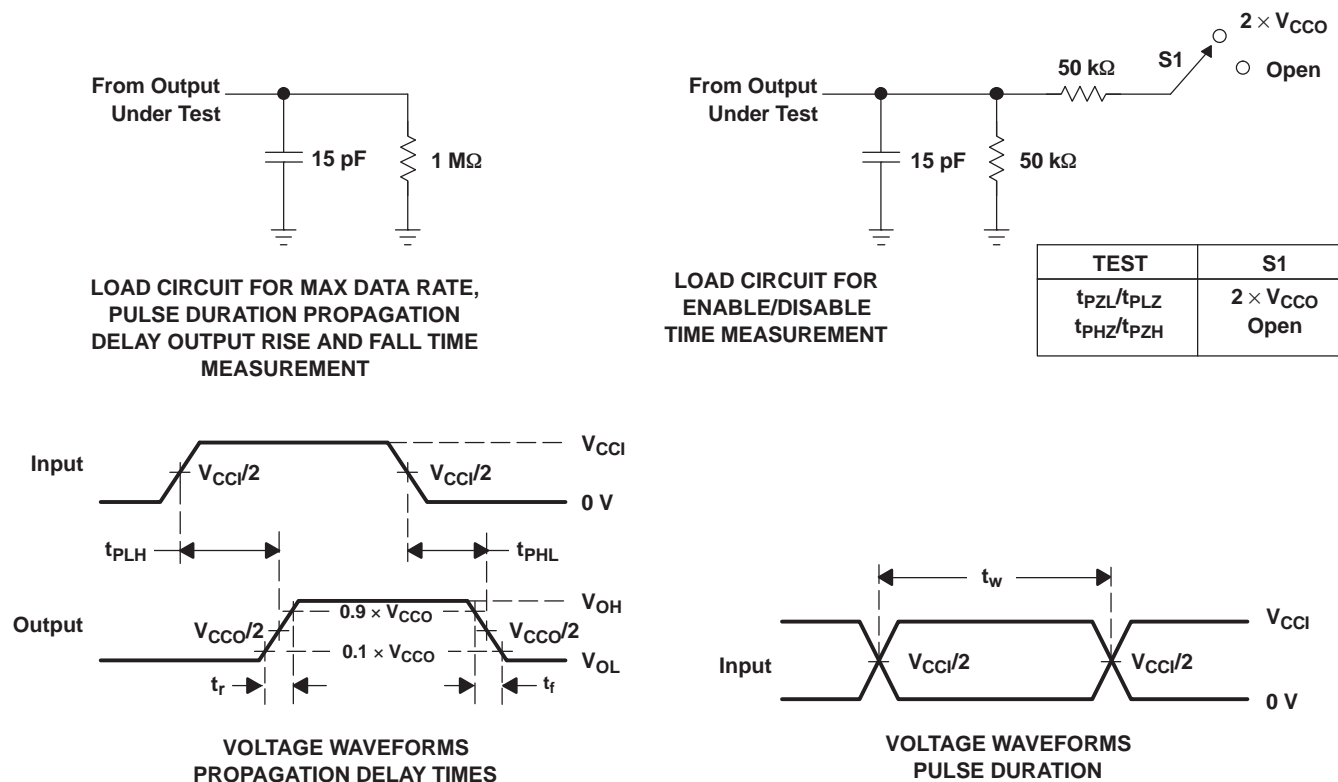 From Output
Under Test
15 pF
1 MΩ
LOAD CIRCUIT FOR MAX DATA RATE,
PULSE DURATION PROPAGATION
DELAY OUTPUT RISE AND FALL TIME
MEASUREMENT
From Output
Under Test
15 pF
50 kΩ
50 kΩ
S1
2 × VCCO
Open
LOAD CIRCUIT FOR
ENABLE/DISABLE
TIME MEASUREMENT
TEST S1
tPZL/tPLZ 2 × VCCO
tPHZ/tPZH Open
Input
VCCI/2
VCCI/2
VCCI
0 V
tPLH
tPHL
Output
VCCO/2
0.9 × VCCO
0.1 × VCCO
VCCO/2
VOH
VOL
tr
tf
VOLTAGE WAVEFORMS
PROPAGATION DELAY TIMES
tw
Input
VCCI/2
VCCI/2
VCCI
0 V
VOLTAGE WAVEFORMS
PULSE DURATION